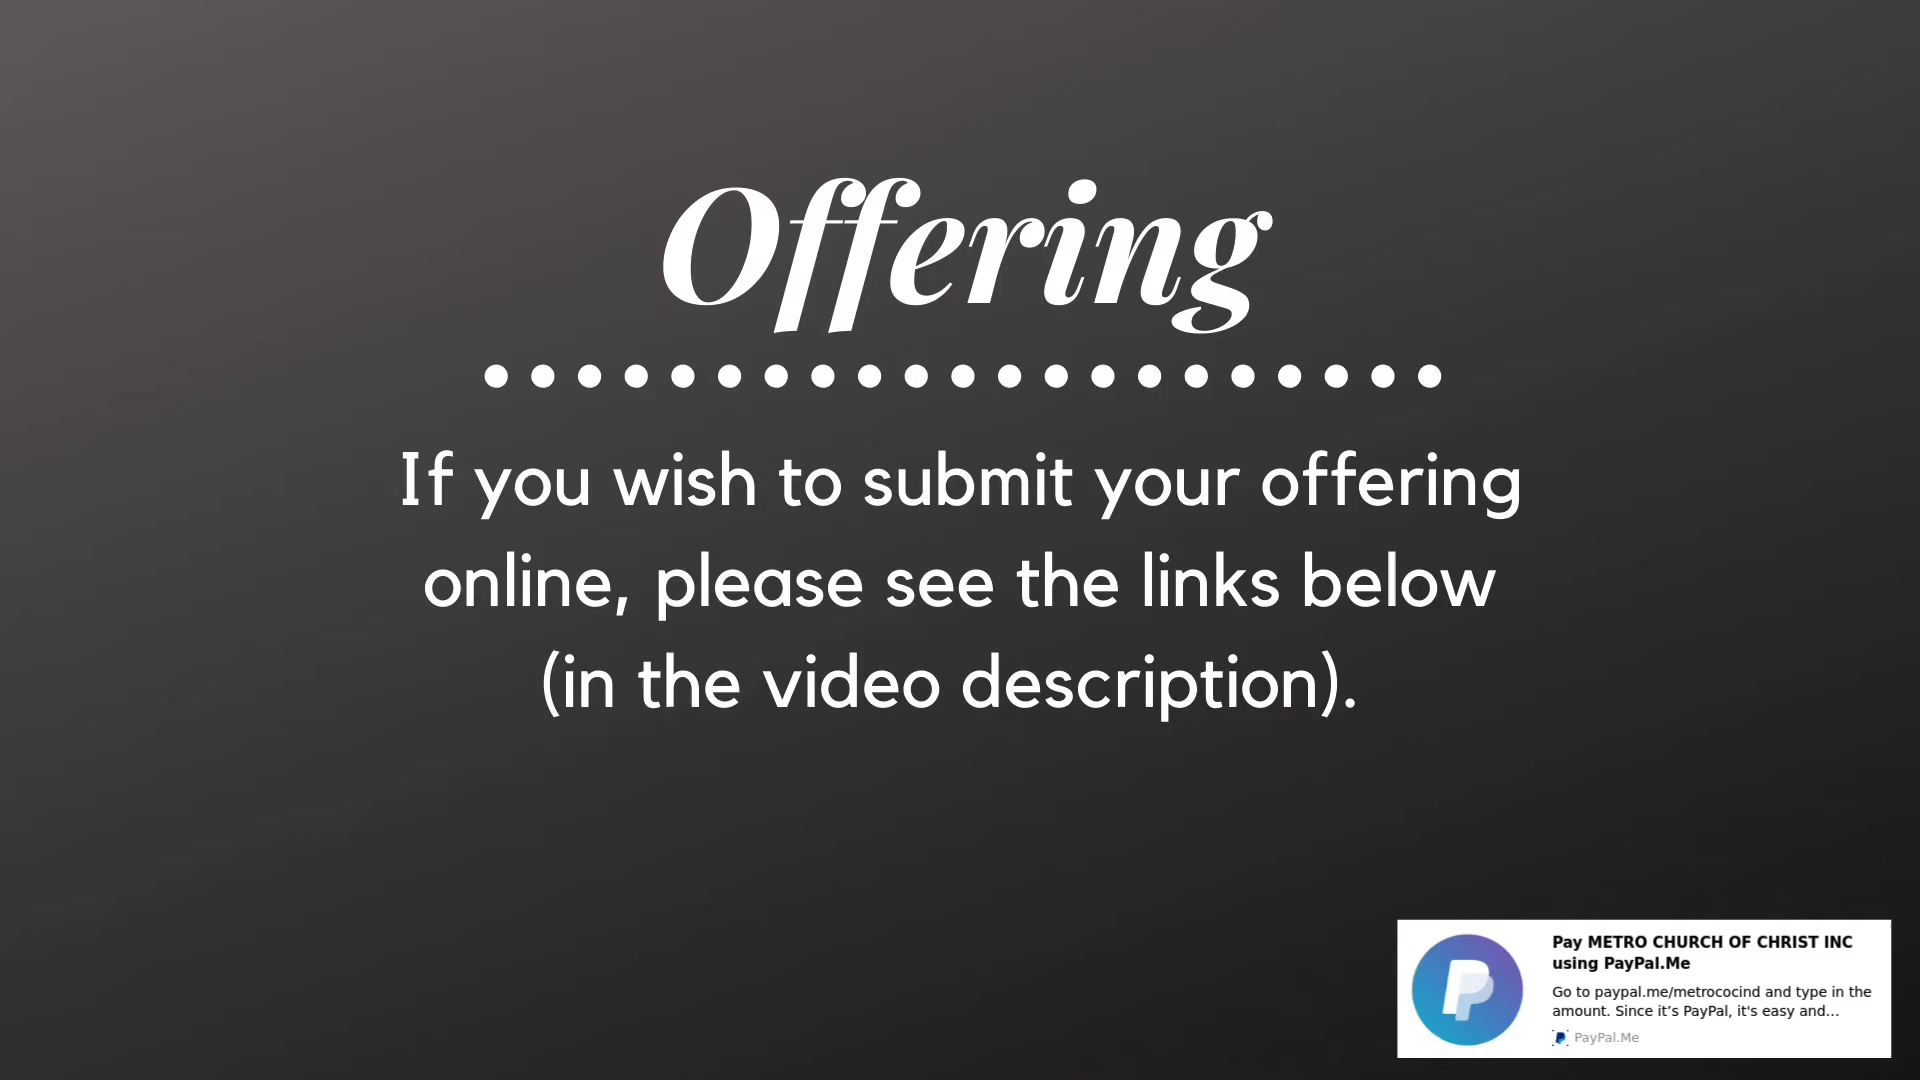 Offering
If you wish to submit your offering
online, please see the links below
(in the video description).
Pay METRO CHURCH OF CHRIST INC
using PayPal.Me
Go to paypal.me/metrococind and type in the
amount. Since it’s PayPal, it's easy and...
PayPal.Me